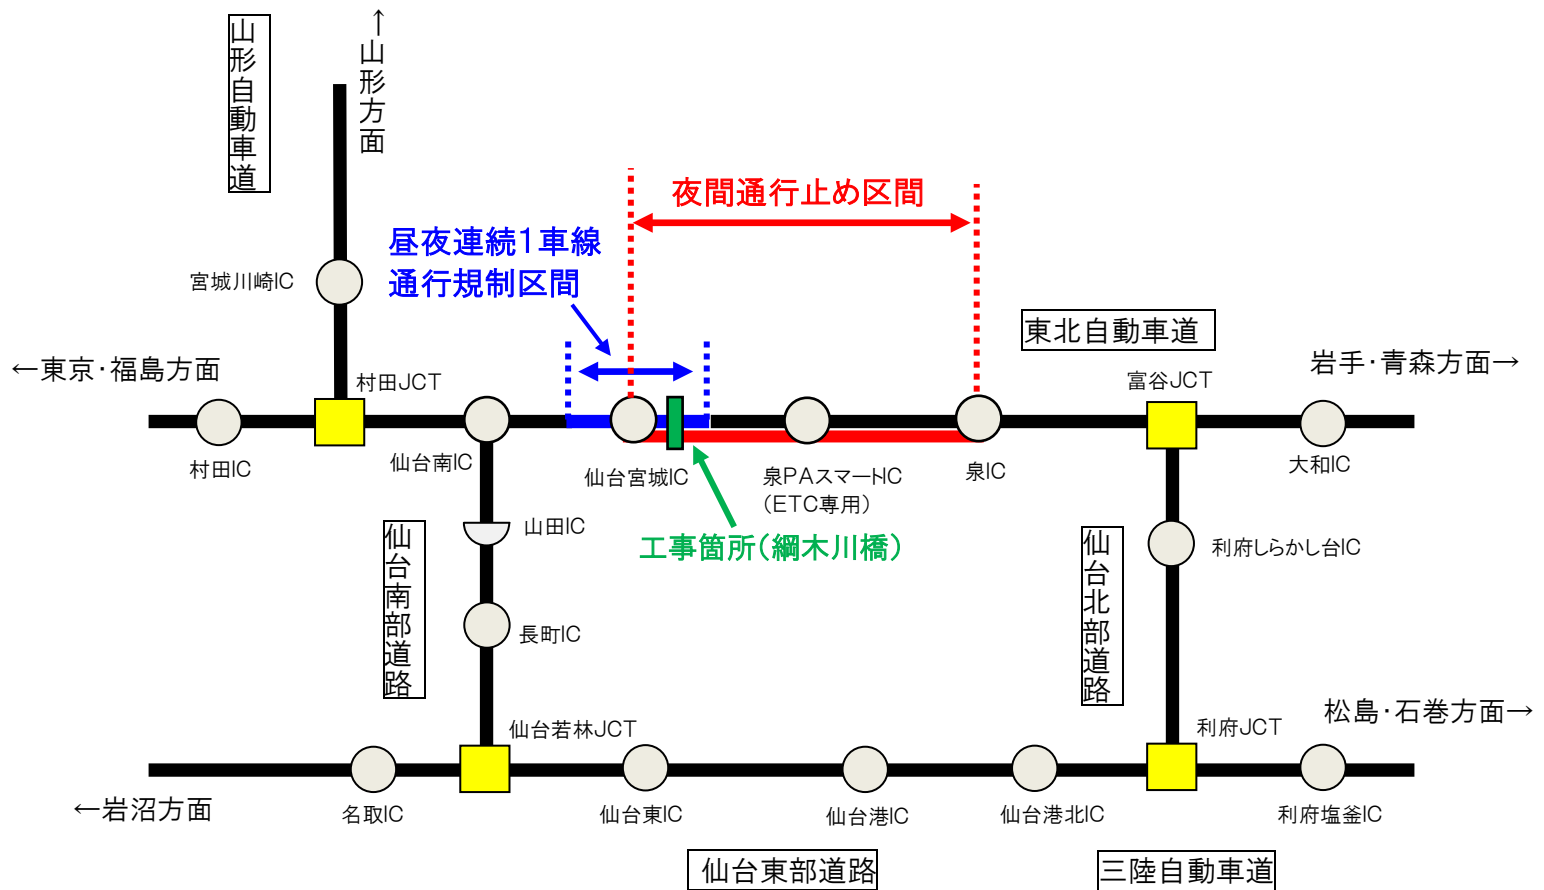 山形自動車道
↑山形方面
夜間通行止め区間
昼夜連続1車線
通行規制区間
宮城川崎IC
東北自動車道
←東京・福島方面
岩手・青森方面→
村田JCT
富谷JCT
村田IC
仙台南IC
仙台宮城IC
泉PAスマートIC
（ETC専用）
泉IC
大和IC
山田IC
工事箇所（綱木川橋）
仙台南部道路
仙台北部道路
利府しらかし台IC
長町IC
松島・石巻方面→
仙台若林JCT
利府JCT
←岩沼方面
名取IC
仙台東IC
仙台港IC
仙台港北IC
利府塩釜IC
仙台東部道路
三陸自動車道